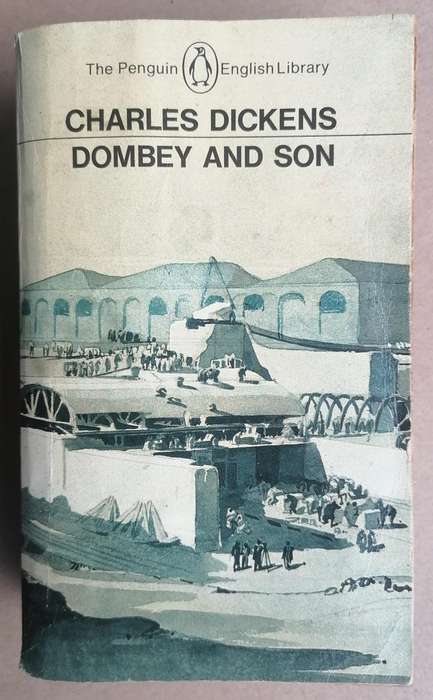 The Penguin English Library
CHARLES DICKENS
DOMBEY AND SON